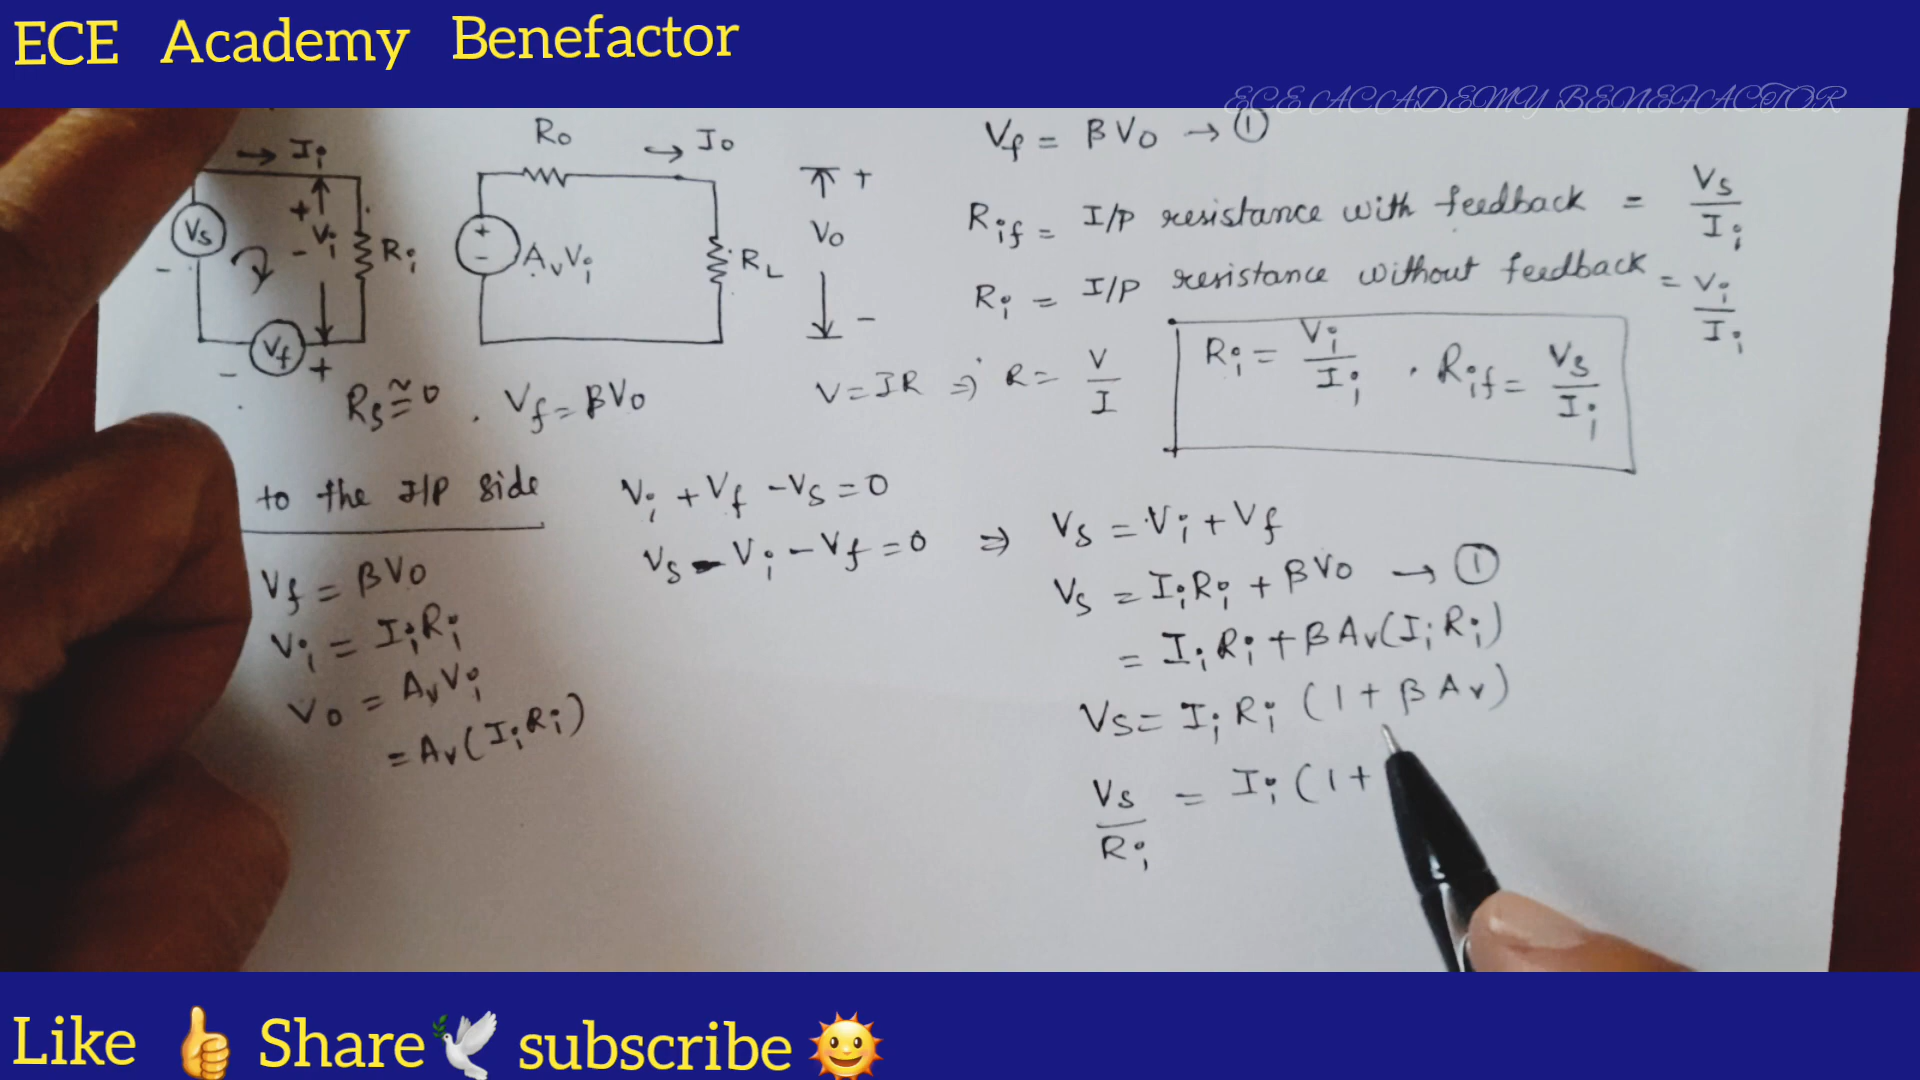 ECE Academy Benefactor
ECE ACCADEMY BENEFACTOR
→ Ii
Ro
→ Io
Vs
+
-
Vi
Ri
-
Vf
-
+
+
-
AvVi
RL
+
Vo
-
Rs ≅ 0 . Vf = βVo
Vf = βVo → ①
Rif = I/P resistance with feedback = Vs/Ii
Ri = I/P resistance without feedback = Vi/Ii
V = IR ⇒ R = V/I
Ri = Vi/Ii . Rif = Vs/Ii
to the I/P side
Vf = βVo
Vi = IiRi
Vo = AvVi
= Av(IiRi)
Vi + Vf - Vs = 0
Vs - Vi - Vf = 0 ⇒ Vs = Vi + Vf
Vs = IiRi + βVo → ①
= IiRi + βAv(IiRi)
Vs = IiRi (1 + βAv)
Vs/Ri = Ii (1 +
Like 👍 Share 🕊 subscribe 🌞